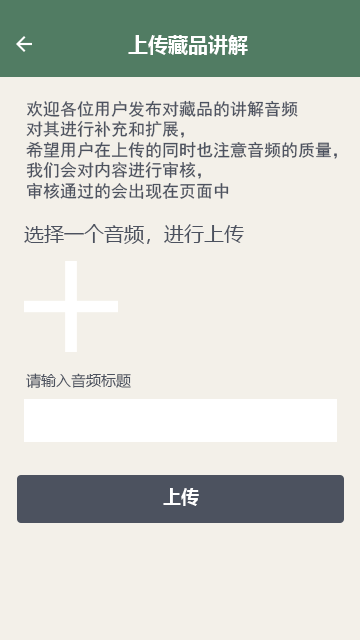 上传藏品讲解
欢迎各位用户发布对藏品的讲解音频
对其进行补充和扩展，
希望用户在上传的同时也注意音频的质量，
我们会对内容进行审核，
审核通过的会出现在页面中
选择一个音频，进行上传
请输入音频标题
上传